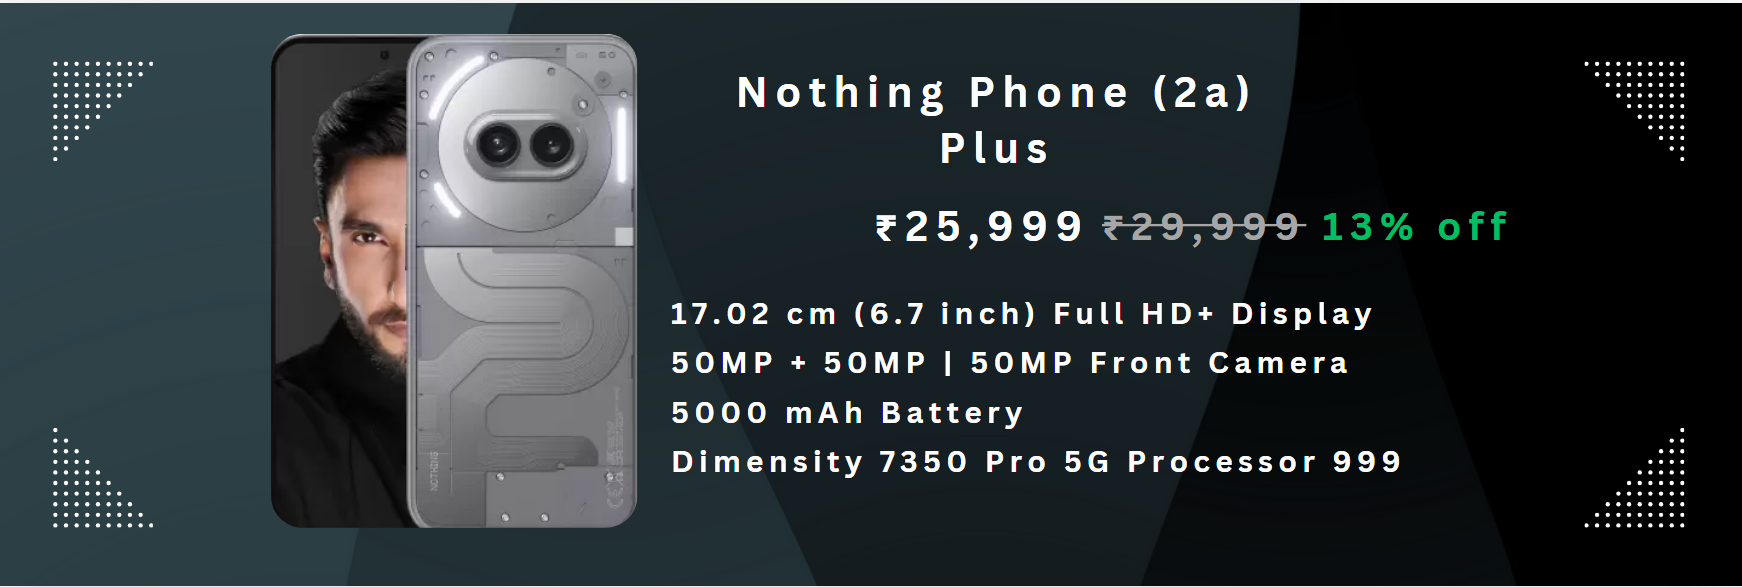 Nothing Phone (2a)
Plus
₹25,999 ₹29,999 13% off
17.02 cm (6.7 inch) Full HD+ Display
50MP + 50MP | 50MP Front Camera
5000 mAh Battery
Dimensity 7350 Pro 5G Processor 999
NOTHING